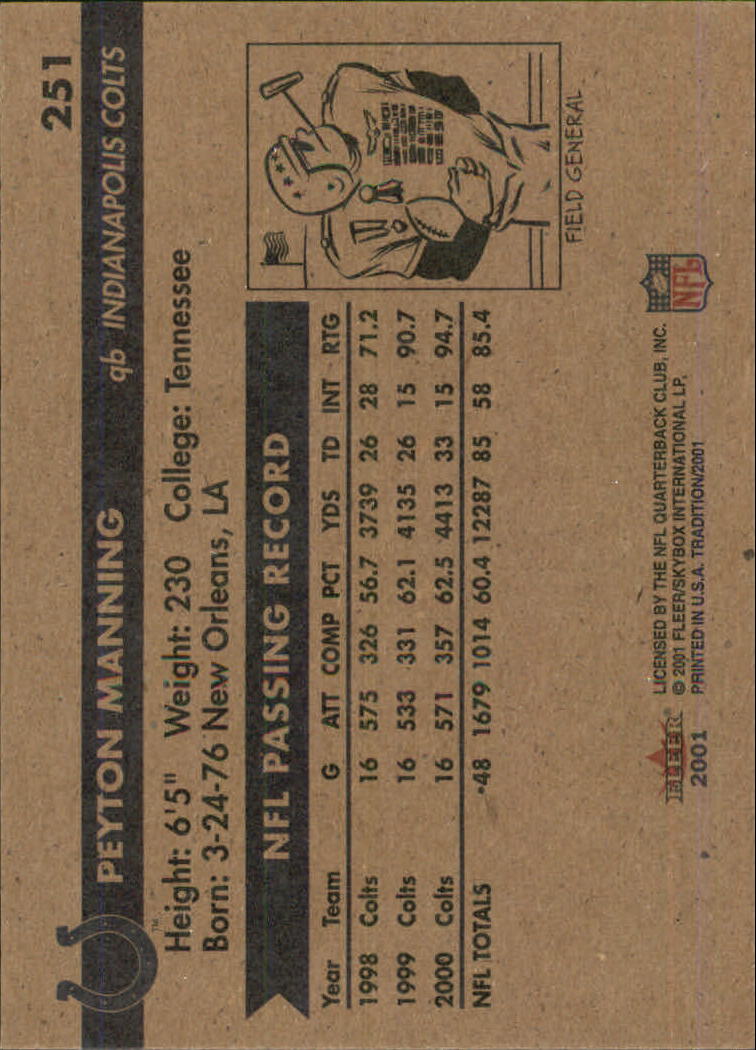 251
PEYTON MANNING qb INDIANAPOLIS COLTS
TM
Height: 6'5" Weight: 230 College: Tennessee
Born: 3-24-76 New Orleans, LA
NFL PASSING RECORD
Year Team G ATT COMP PCT YDS TD INT RTG
1998 Colts 16 575 326 56.7 3739 26 28 71.2
1999 Colts 16 533 331 62.1 4135 26 15 90.7
2000 Colts 16 571 357 62.5 4413 33 15 94.7
NFL TOTALS 48 1679 1014 60.4 12287 85 58 85.4
FIELD GENERAL
FLEER®
2001
LICENSED BY THE NFL QUARTERBACK CLUB, INC.
© 2001 FLEER/SKYBOX INTERNATIONAL LP,
PRINTED IN U.S.A. TRADITION/2001
NFL